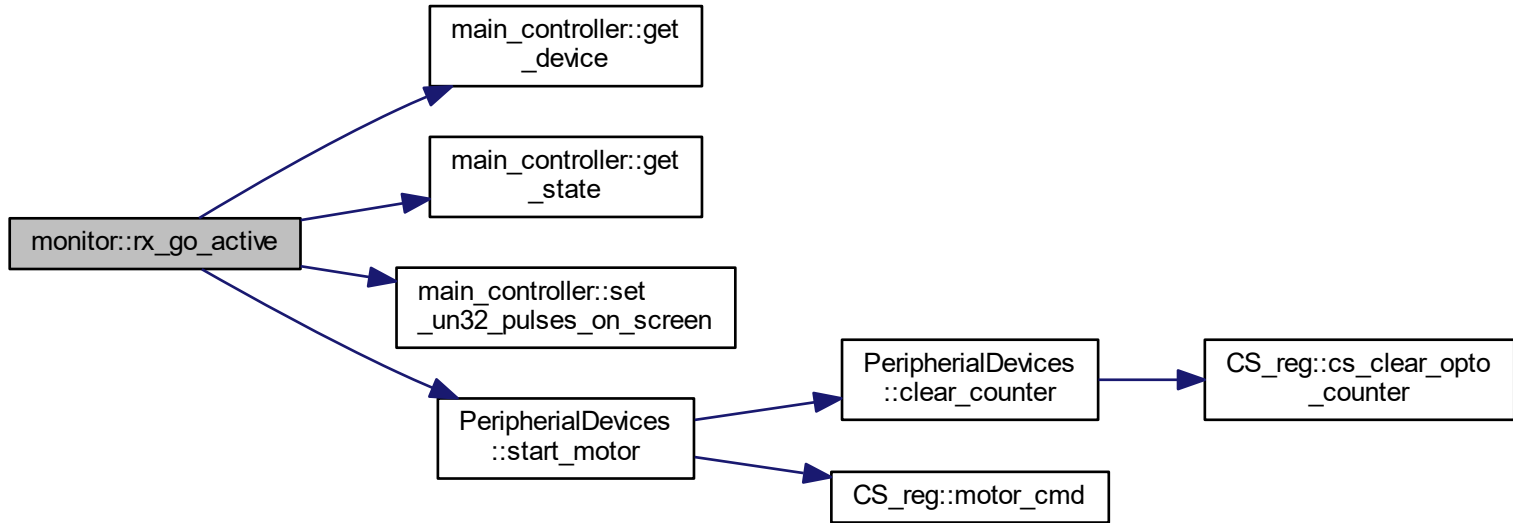 main_controller::get
_device
main_controller::get
_state
monitor::rx_go_active
main_controller::set
_un32_pulses_on_screen
PeripherialDevices
::start_motor
PeripherialDevices
::clear_counter
CS_reg::cs_clear_opto
_counter
CS_reg::motor_cmd